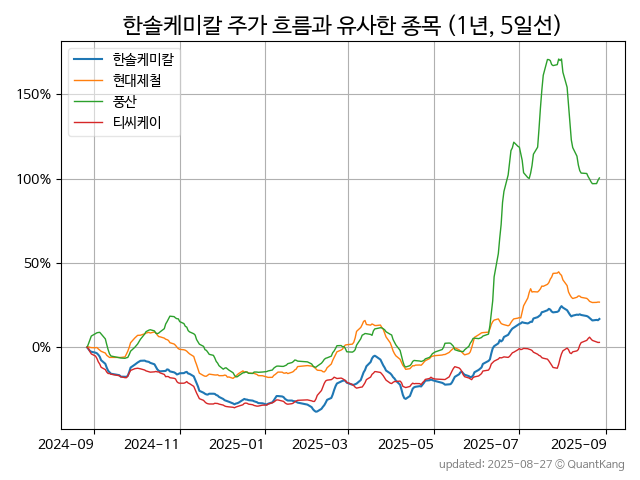 한솔케미칼 주가 흐름과 유사한 종목 (1년, 5일선)
한솔케미칼
현대제철
풍산
티씨케이
150%
100%
50%
0%
2024-09 2024-11 2025-01 2025-03 2025-05 2025-07 2025-09
updated: 2025-08-27 © QuantKang